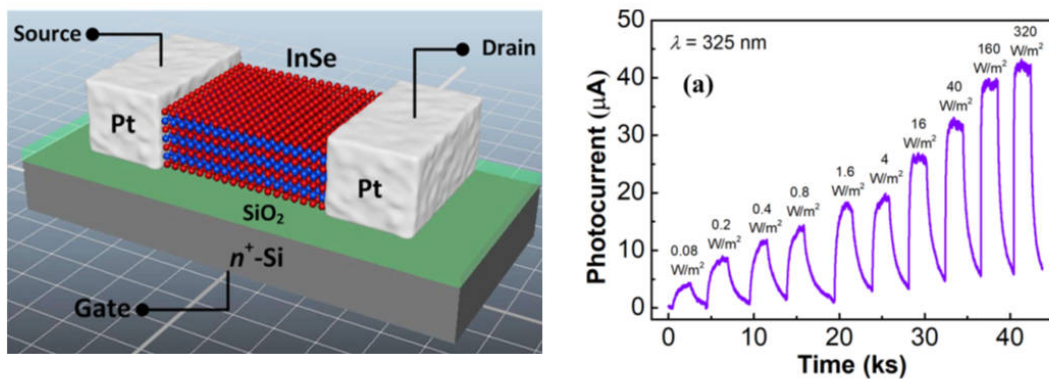 Source
InSe
Drain
Pt
Pt
SiO₂
n⁺-Si
Gate
50
40
30
20
10
0
Photocurrent (μA)
λ = 325 nm
(a)
0.08
W/m²
0.2
W/m²
0.4
W/m²
0.8
W/m²
1.6
W/m²
4
W/m²
16
W/m²
40
W/m²
160
W/m²
320
W/m²
0 10 20 30 40
Time (ks)